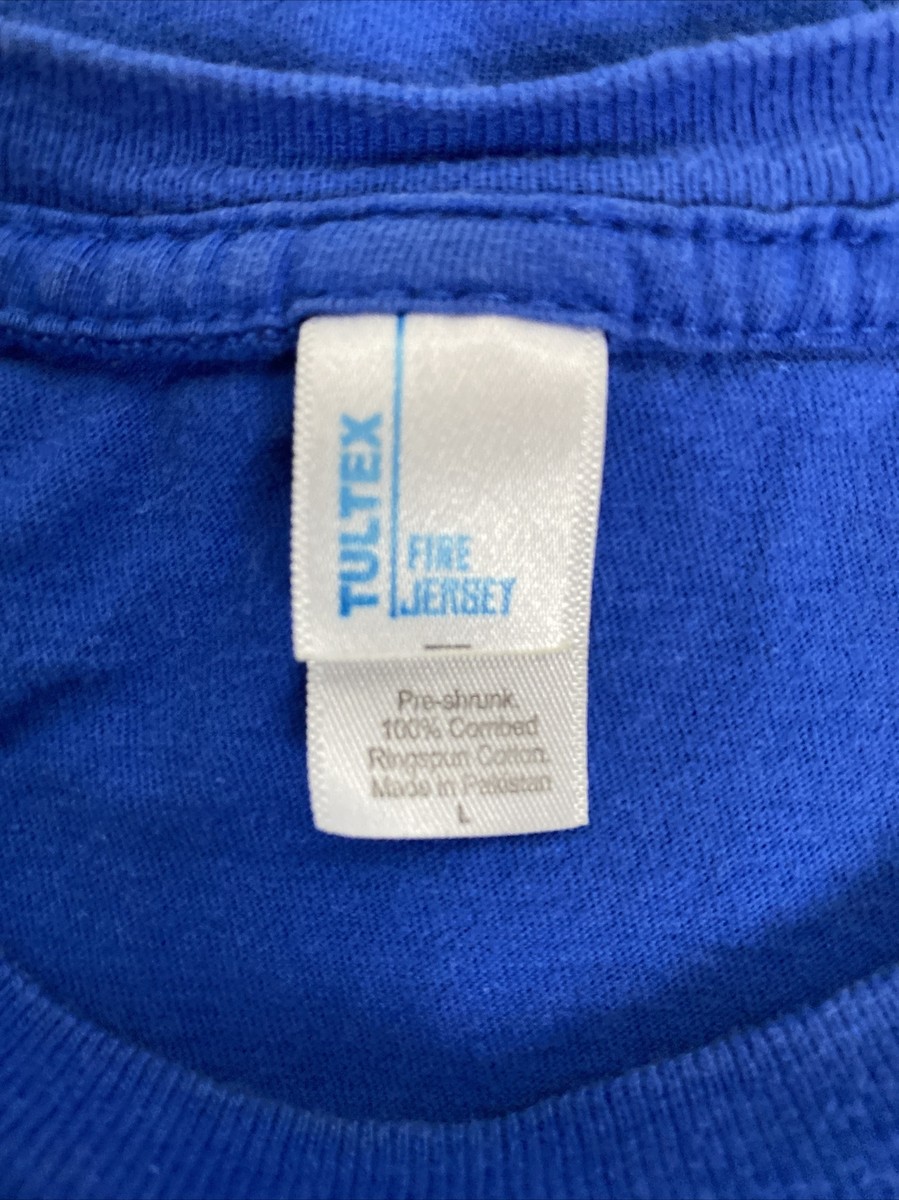 TULTEX
FINE
JERSEY
Pre-shrunk.
100% Combed
Ringspun Cotton.
Made in Pakistan
L